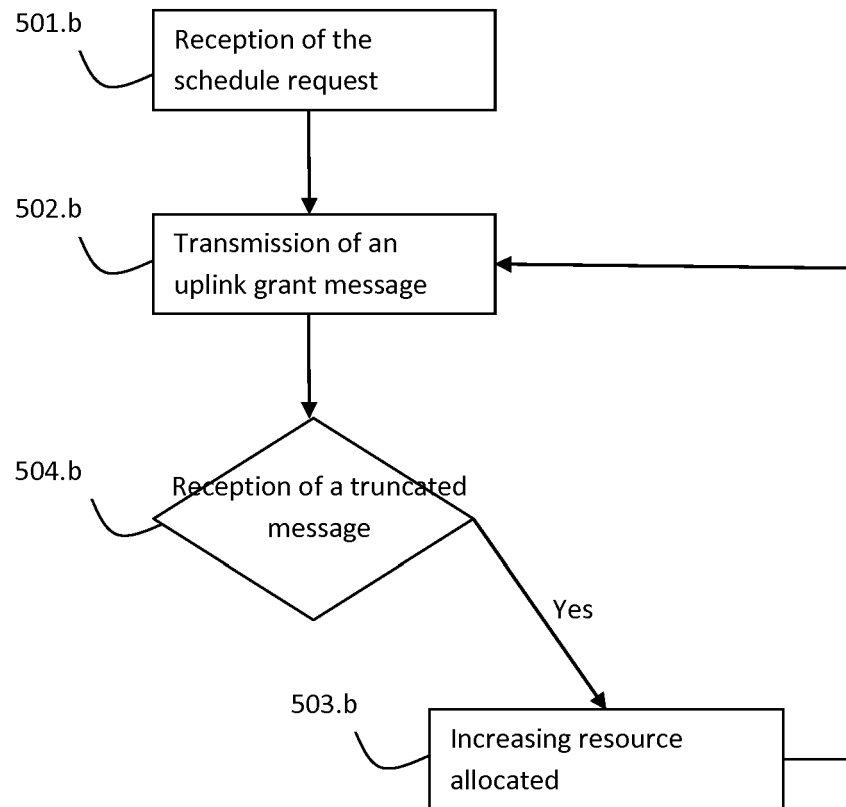 501.b
Reception of the
schedule request
502.b
Transmission of an
uplink grant message
504.b
Reception of a truncated
message
Yes
503.b
Increasing resource
allocated